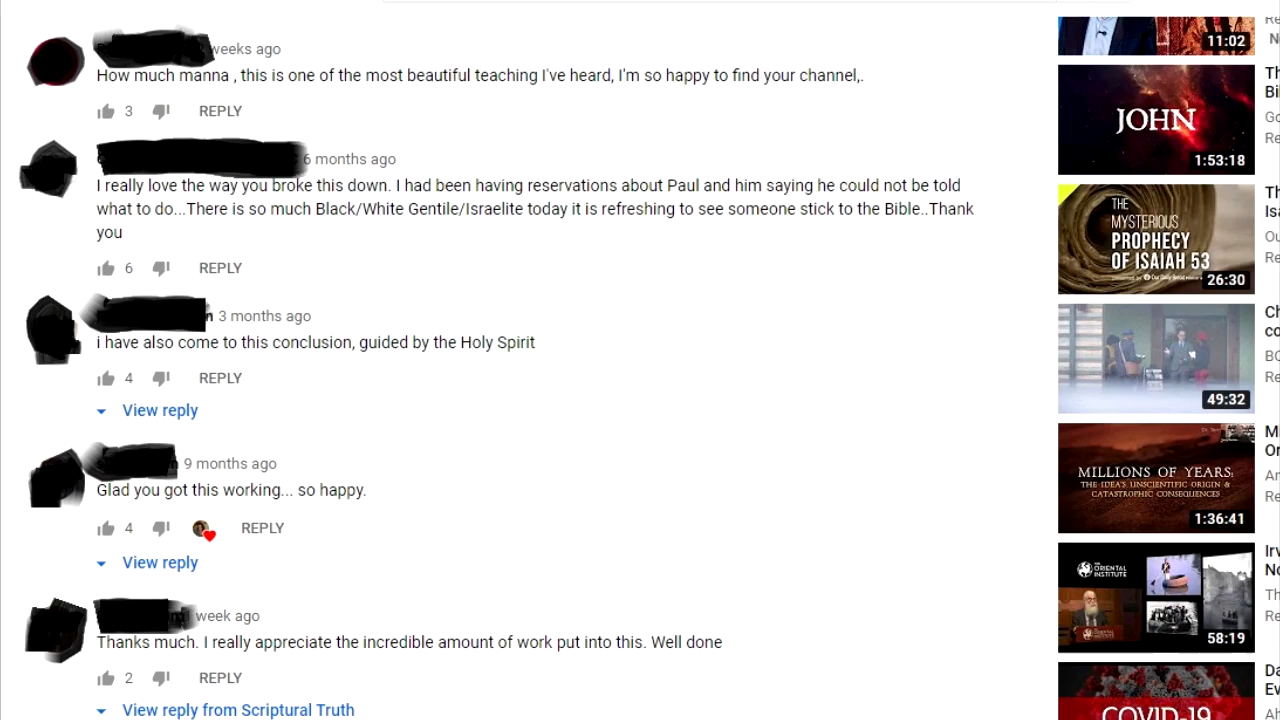 weeks ago
How much manna , this is one of the most beautiful teaching I've heard, I'm so happy to find your channel,.
3 REPLY
6 months ago
I really love the way you broke this down. I had been having reservations about Paul and him saying he could not be told
what to do...There is so much Black/White Gentile/Israelite today it is refreshing to see someone stick to the Bible..Thank
you
6 REPLY
3 months ago
i have also come to this conclusion, guided by the Holy Spirit
4 REPLY
View reply
9 months ago
Glad you got this working... so happy.
4 REPLY
View reply
week ago
Thanks much. I really appreciate the incredible amount of work put into this. Well done
2 REPLY
View reply from Scriptural Truth
11:02
JOHN
1:53:18
THE
MYSTERIOUS
PROPHECY
OF ISAIAH 53
26:30
49:32
MILLIONS OF YEARS:
THE IDEA'S UNSCIENTIFIC ORIGIN &
CATASTROPHIC CONSEQUENCES
1:36:41
ORIENTAL
INSTITUTE
58:19
COVID-19